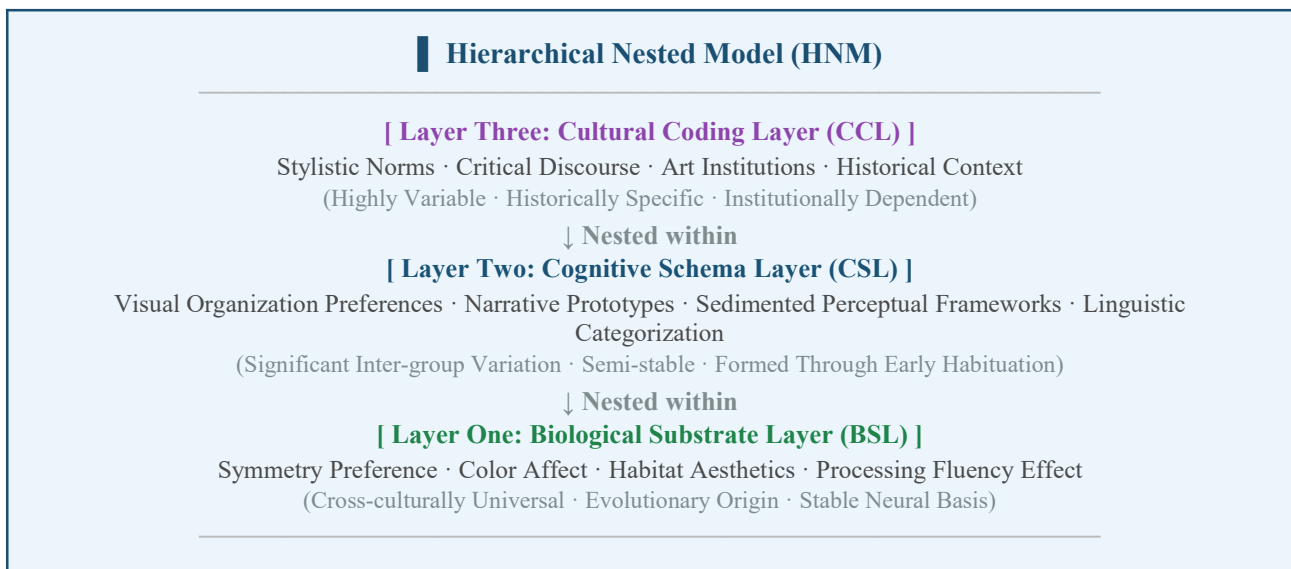 Hierarchical Nested Model (HNM)
[ Layer Three: Cultural Coding Layer (CCL) ]
Stylistic Norms · Critical Discourse · Art Institutions · Historical Context
(Highly Variable · Historically Specific · Institutionally Dependent)
↓ Nested within
[ Layer Two: Cognitive Schema Layer (CSL) ]
Visual Organization Preferences · Narrative Prototypes · Sedimented Perceptual Frameworks · Linguistic
Categorization
(Significant Inter-group Variation · Semi-stable · Formed Through Early Habituation)
↓ Nested within
[ Layer One: Biological Substrate Layer (BSL) ]
Symmetry Preference · Color Affect · Habitat Aesthetics · Processing Fluency Effect
(Cross-culturally Universal · Evolutionary Origin · Stable Neural Basis)